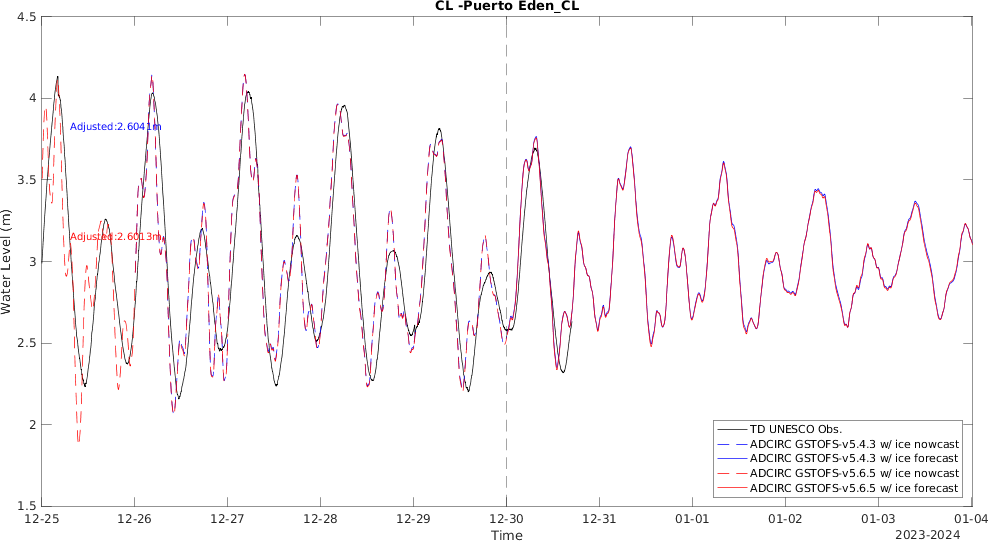 CL -Puerto Eden_CL
4.5
4
3.5
3
2.5
2
1.5
Water Level (m)
Adjusted:2.6041m
Adjusted:2.6013m
TD UNESCO Obs.
ADCIRC GSTOFS-v5.4.3 w/ ice nowcast
ADCIRC GSTOFS-v5.4.3 w/ ice forecast
ADCIRC GSTOFS-v5.6.5 w/ ice nowcast
ADCIRC GSTOFS-v5.6.5 w/ ice forecast
12-25 12-26 12-27 12-28 12-29 12-30 12-31 01-01 01-02 01-03 01-04
Time
2023-2024